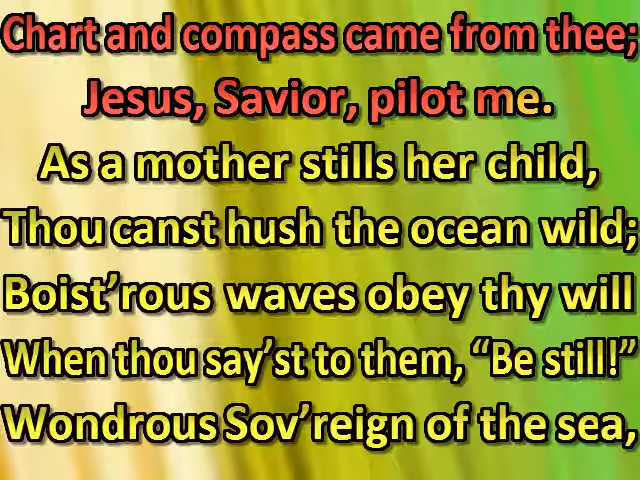 Chart and compass came from thee;
Jesus, Savior, pilot me.
As a mother stills her child,
Thou canst hush the ocean wild;
Boist’rous waves obey thy will
When thou say’st to them, “Be still!”
Wondrous Sov’reign of the sea,